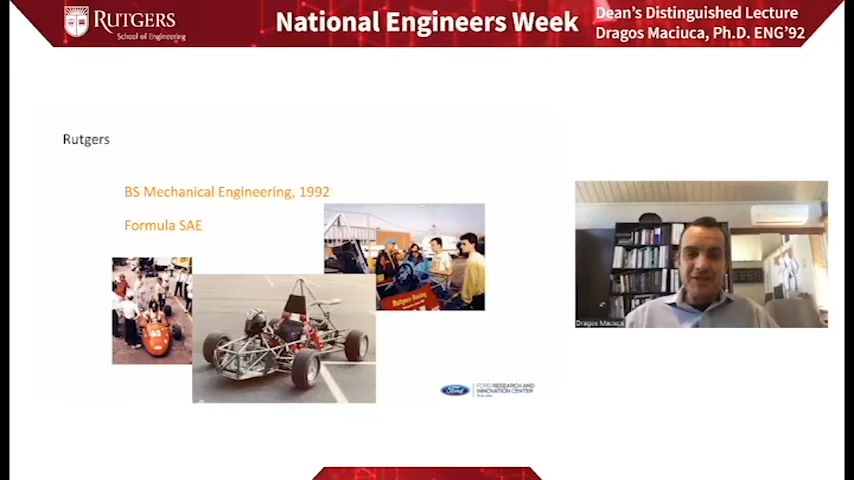 RUTGERS
School of Engineering
National Engineers Week
Dean's Distinguished Lecture
Dragos Maciuca, Ph.D. ENG'92
Rutgers
BS Mechanical Engineering, 1992
Formula SAE
Rutgers Racing
Dragos Maciuca
Ford
FORD RESEARCH AND
INNOVATION CENTER